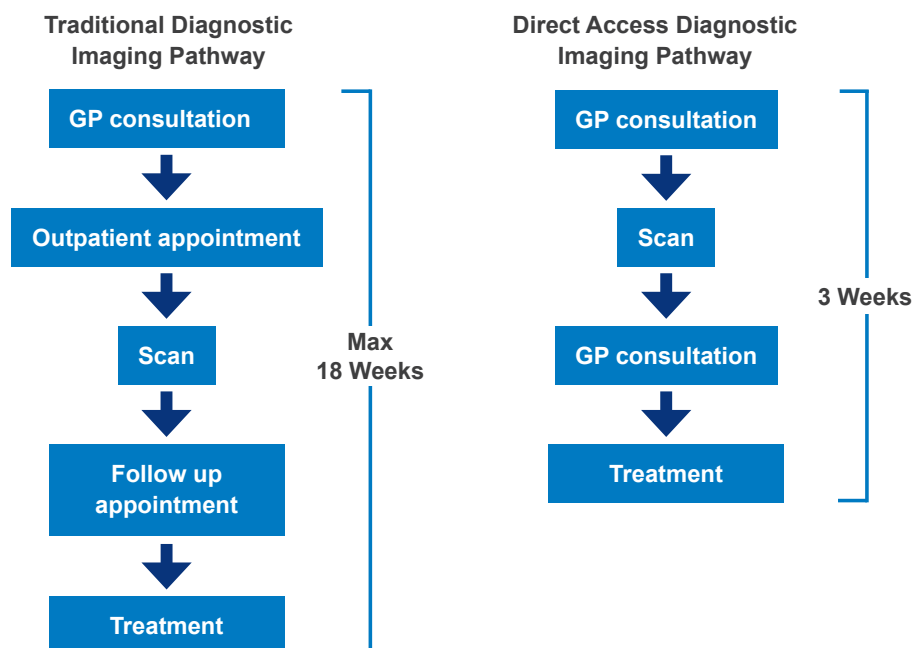 Traditional Diagnostic
Imaging Pathway
GP consultation
Outpatient appointment
Scan
Follow up
appointment
Treatment
Max
18 Weeks
Direct Access Diagnostic
Imaging Pathway
GP consultation
Scan
GP consultation
Treatment
3 Weeks